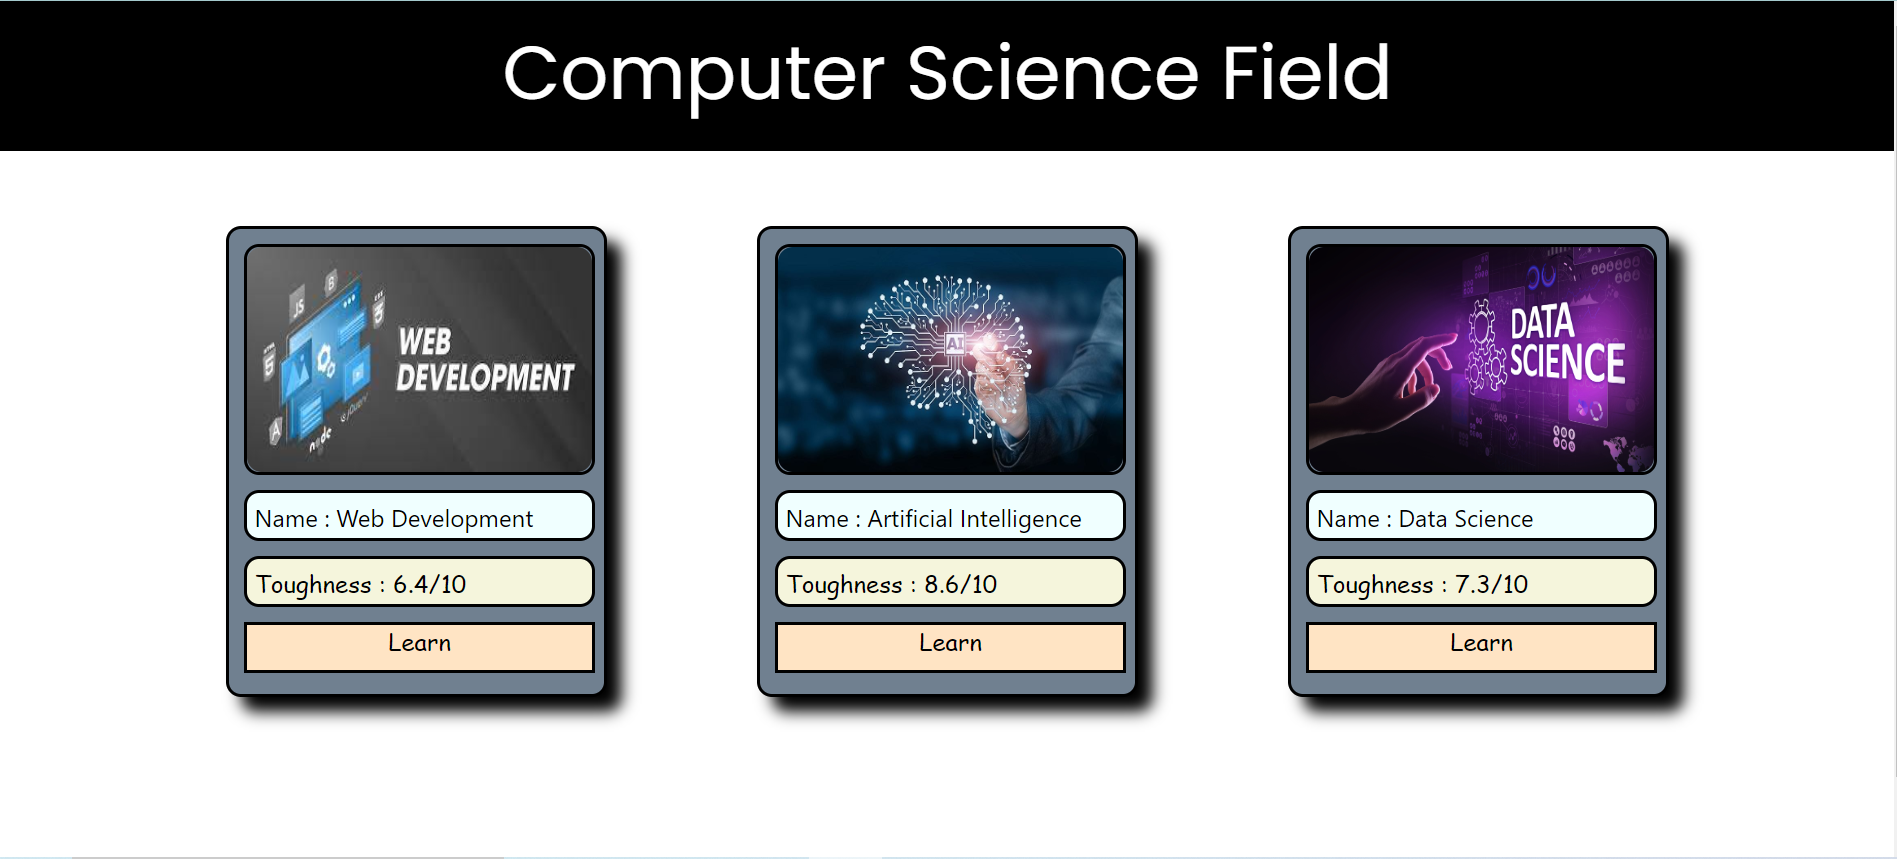 Computer Science Field
JS
WEB
DEVELOPMENT
node
AI
DATA
SCIENCE
Name : Web Development
Name : Artificial Intelligence
Name : Data Science
Toughness : 6.4/10
Toughness : 8.6/10
Toughness : 7.3/10
Learn
Learn
Learn